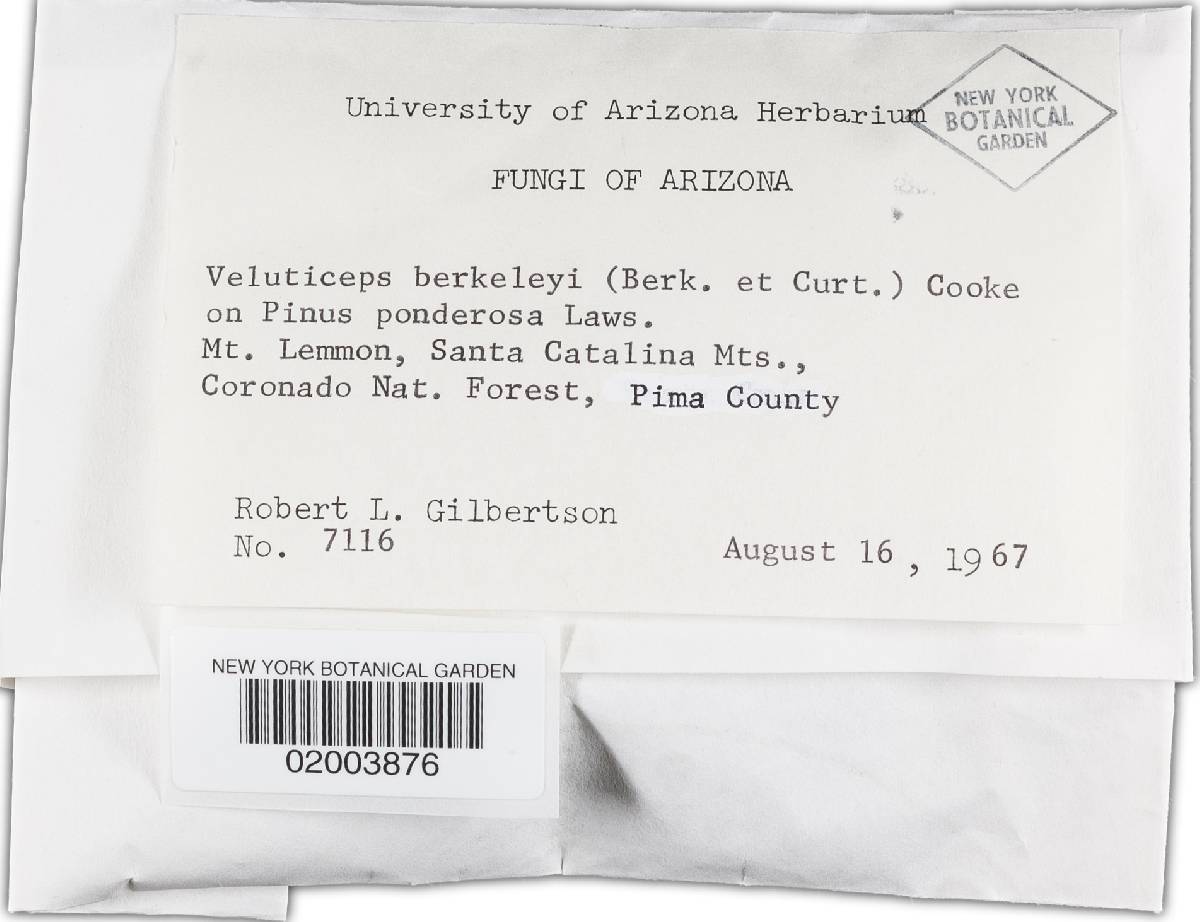 University of Arizona Herbarium
NEW YORK
BOTANICAL
GARDEN
FUNGI OF ARIZONA
Veluticeps berkeleyi (Berk. et Curt.) Cooke
on Pinus ponderosa Laws.
Mt. Lemmon, Santa Catalina Mts.,
Coronado Nat. Forest, Pima County
Robert L. Gilbertson
No. 7116
August 16, 1967
NEW YORK BOTANICAL GARDEN
02003876